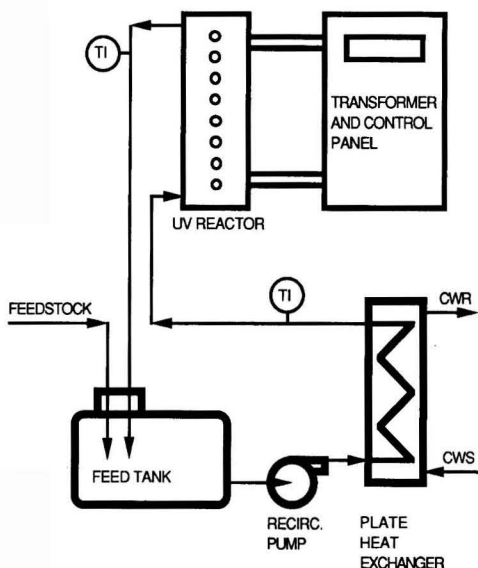 TI
TRANSFORMER
AND CONTROL
PANEL
UV REACTOR
TI
FEEDSTOCK
CWR
FEED TANK
CWS
RECIRC.
PUMP
PLATE
HEAT
EXCHANGER